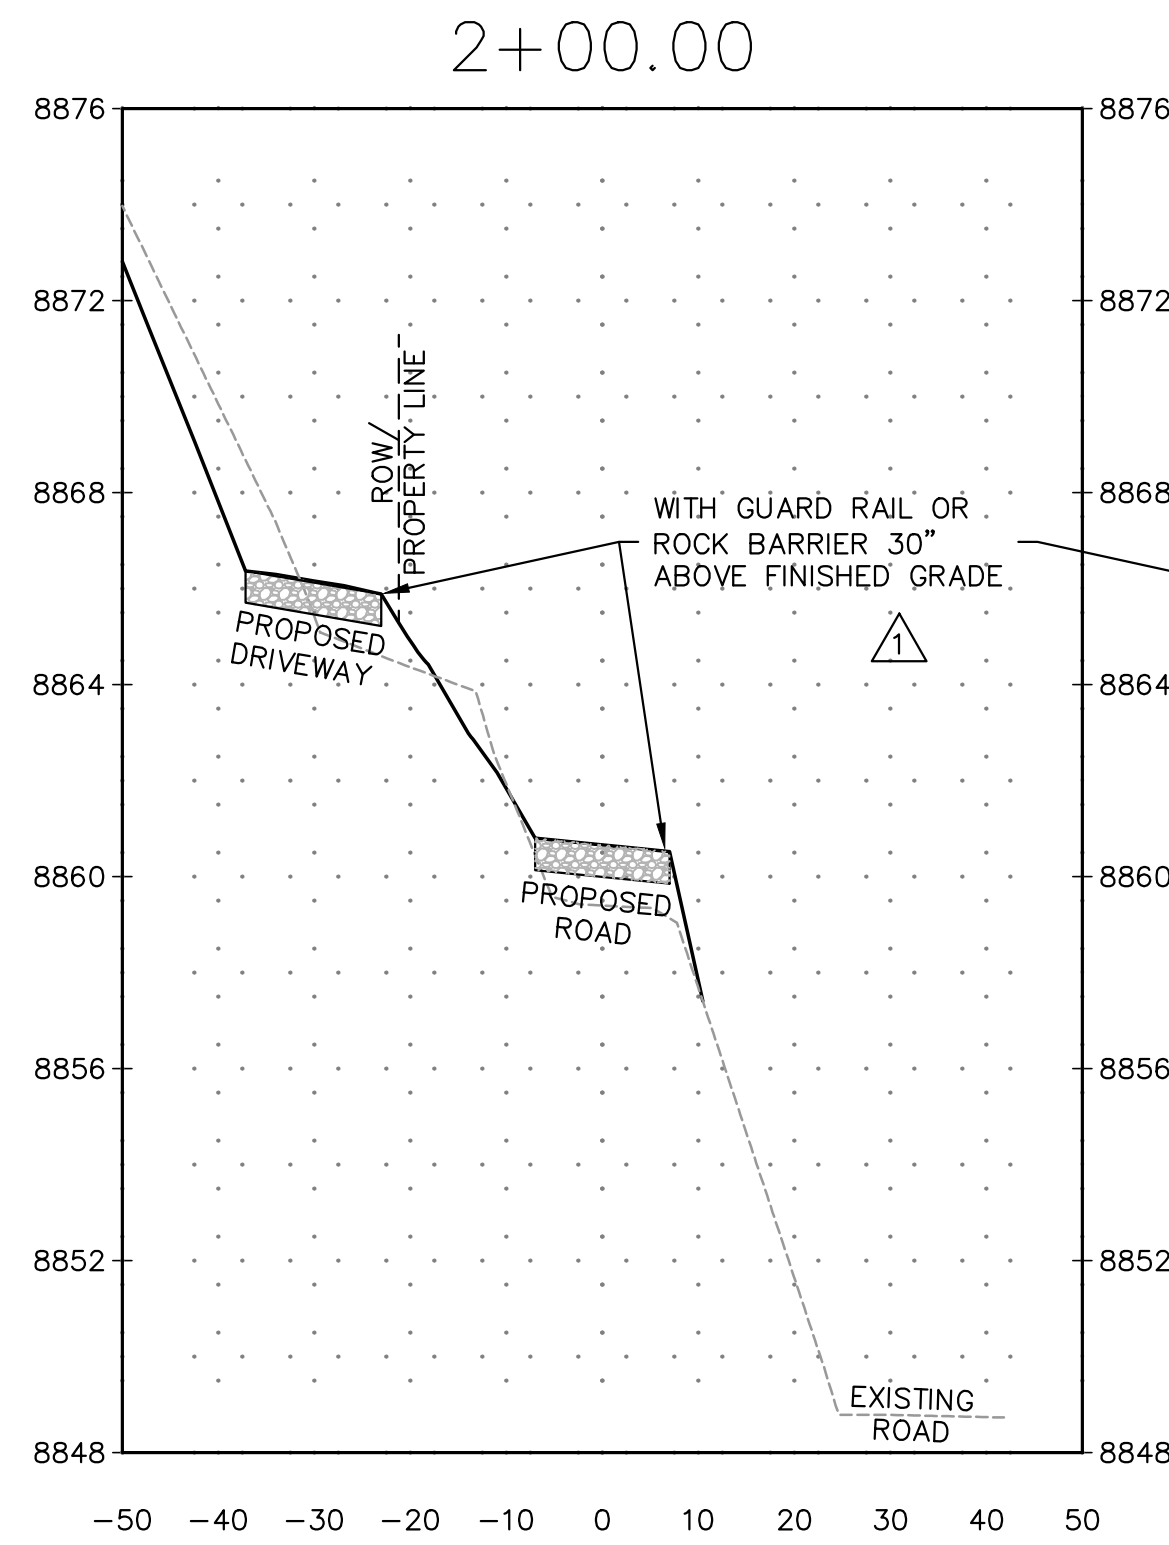 2+00.00
8876
8876
8872
8872
ROW/
PROPERTY LINE
8868
8868
WITH GUARD RAIL OR
ROCK BARRIER 30"
ABOVE FINISHED GRADE
1
PROPOSED
DRIVEWAY
8864
8864
8860
8860
PROPOSED
ROAD
8856
8856
8852
8852
EXISTING
ROAD
8848
8848
-50 -40 -30 -20 -10 0 10 20 30 40 50